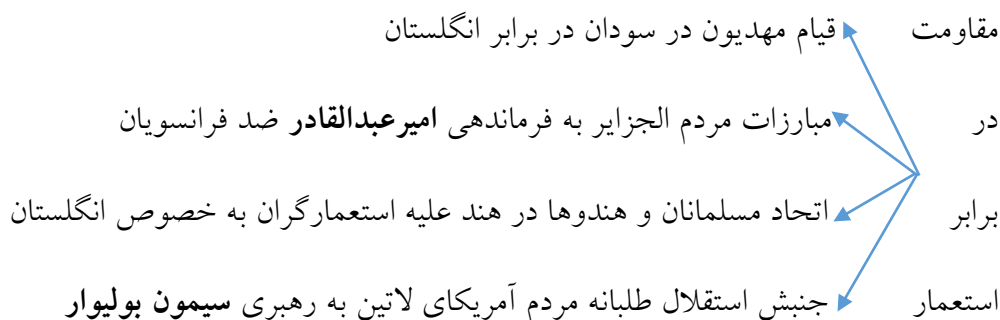 مقاومت قیام مهدیون در سودان در برابر انگلستان
در مبارزات مردم الجزایر به فرماندهی امیرعبدالقادر ضد فرانسویان
برابر اتحاد مسلمانان و هندوها در هند علیه استعمارگران به خصوص انگلستان
استعمار جنبش استقلال طلبانه مردم آمریکای لاتین به رهبری سیمون بولیوار